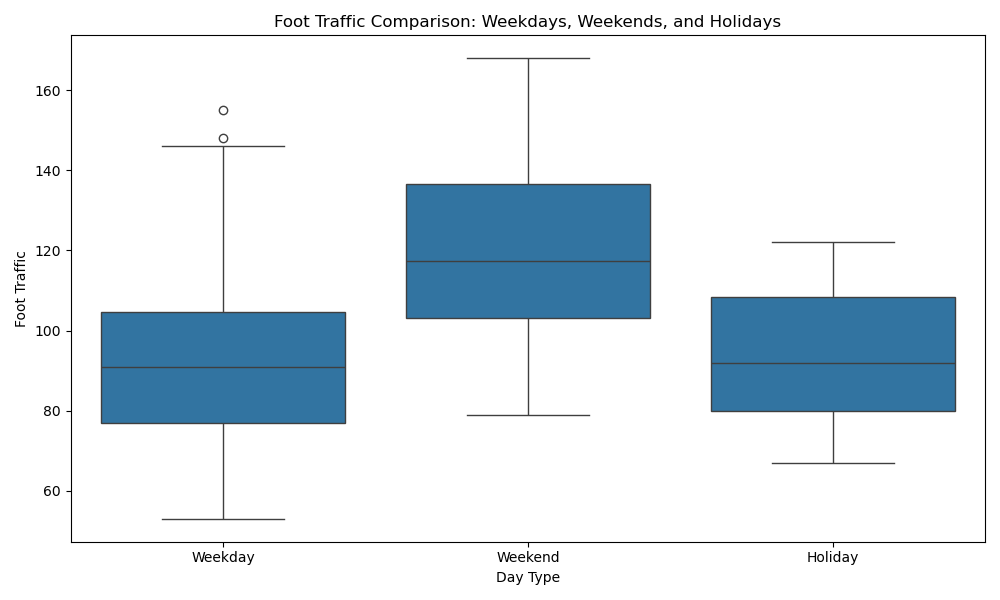 Foot Traffic Comparison: Weekdays, Weekends, and Holidays
Foot Traffic
160
140
120
100
80
60
Weekday
Weekend
Holiday
Day Type